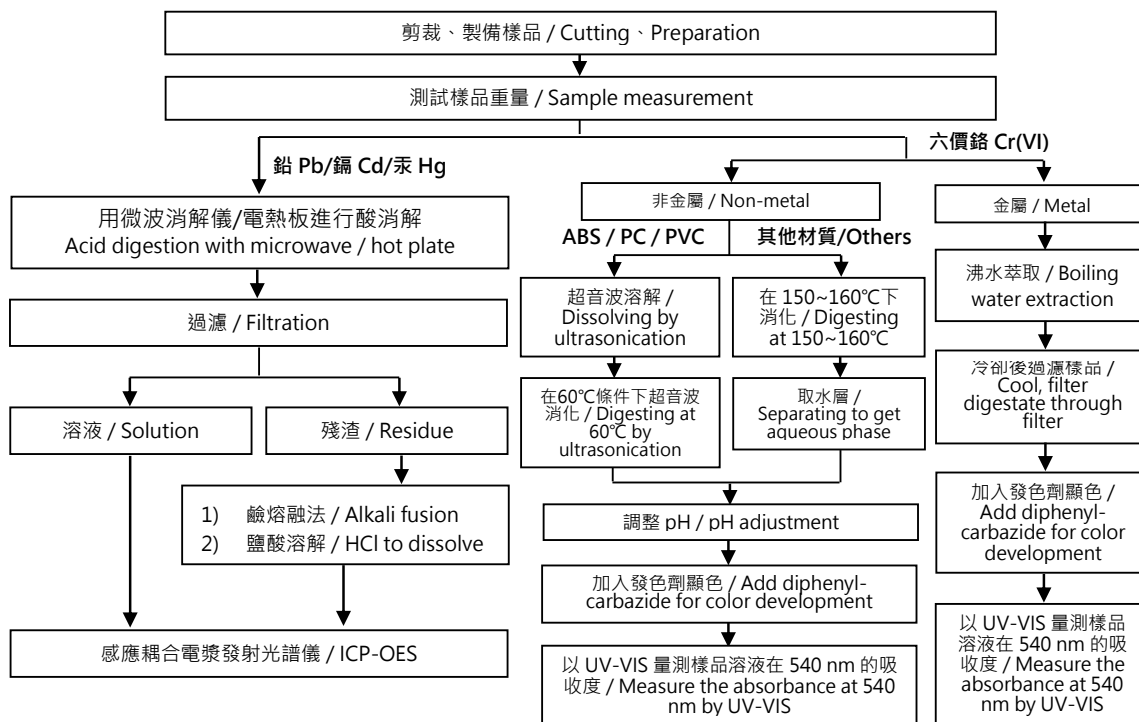 剪裁、製備樣品 / Cutting、Preparation
測試樣品重量 / Sample measurement
鉛 Pb/鎘 Cd/汞 Hg
六價鉻 Cr(VI)
用微波消解儀/電熱板進行酸消解
Acid digestion with microwave / hot plate
過濾 / Filtration
溶液 / Solution
殘渣 / Residue
1) 鹼熔融法 / Alkali fusion
2) 鹽酸溶解 / HCl to dissolve
感應耦合電漿發射光譜儀 / ICP-OES
非金屬 / Non-metal
ABS / PC / PVC
其他材質/Others
超音波溶解 /
Dissolving by
ultrasonication
在60℃條件下超音波
消化 / Digesting at
60℃ by
ultrasonication
在 150~160℃下
消化 / Digesting
at 150~160℃
取水層 /
Separating to get
aqueous phase
調整 pH / pH adjustment
加入發色劑顯色 / Add diphenyl-
carbazide for color development
以 UV-VIS 量測樣品溶液在 540 nm 的吸
收度 / Measure the absorbance at 540
nm by UV-VIS
金屬 / Metal
沸水萃取 / Boiling
water extraction
冷卻後過濾樣品 /
Cool, filter
digestate through
filter
加入發色劑顯色 /
Add diphenyl-
carbazide for color
development
以 UV-VIS 量測樣品
溶液在 540 nm 的吸
收度 / Measure the
absorbance at 540
nm by UV-VIS